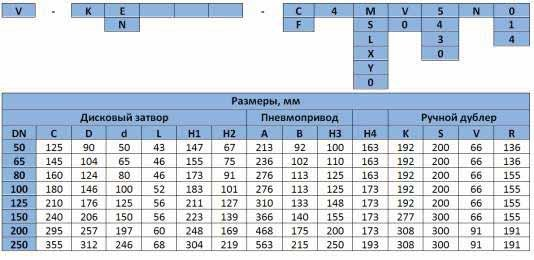 V - K E - C 4 M V 5 N 0
N F S 0 4 1
L 3 4
X 0
Y
0
Размеры, мм
Дисковый затвор Пневмопривод Ручной дублер
DN C D d L H1 H2 A B H3 H4 K S V R
50 125 90 50 43 147 67 213 92 100 163 192 200 66 136
65 145 104 65 46 155 75 236 102 110 163 192 200 66 136
80 160 124 80 46 173 91 276 113 125 163 192 200 66 155
100 180 146 100 52 183 101 276 113 125 173 192 200 66 155
125 210 176 125 56 211 127 310 133 148 173 192 200 66 155
150 240 206 150 56 223 139 366 140 155 173 277 300 66 155
200 295 257 197 60 248 169 468 175 200 173 308 300 91 191
250 355 312 246 68 304 219 563 215 250 193 308 300 91 191